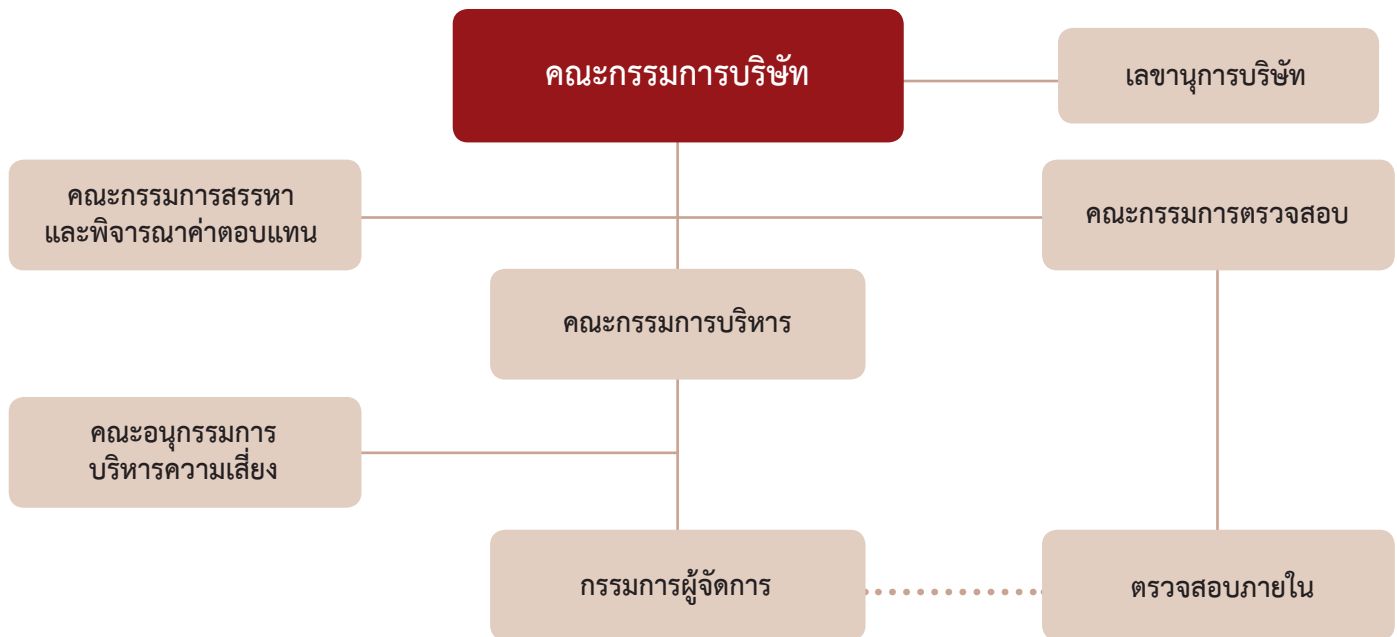 คณะกรรมการบริษัท
เลขานุการบริษัท
คณะกรรมการสรรหา
และพิจารณาค่าตอบแทน
คณะกรรมการตรวจสอบ
คณะกรรมการบริหาร
คณะอนุกรรมการ
บริหารความเสี่ยง
กรรมการผู้จัดการ
ตรวจสอบภายใน